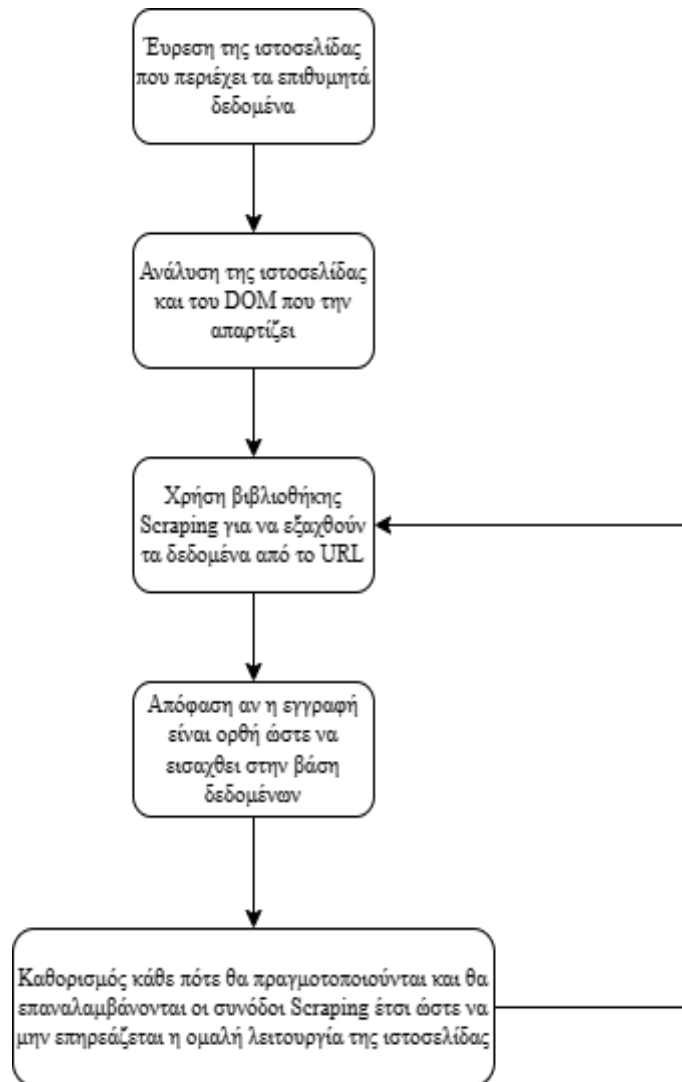 Έυρεση της ιστοσελίδας
που περιέχει τα επιθυμητά
δεδομένα
Ανάλυση της ιστοσελίδας
και του DOM που την
απαρτίζει
Χρήση βιβλιοθήκης
Scraping για να εξαχθούν
τα δεδομένα από το URL
Απόφαση αν η εγγραφή
είναι ορθή ώστε να
εισαχθει στην βάση
δεδομένων
Καθορισμός κάθε πότε θα πραγμοτοποιούνται και θα
επαναλαμβάνονται οι συνόδοι Scraping έτσι ώστε να
μην επηρεάζεται η ομαλή λειτουργία της ιστοσελίδας